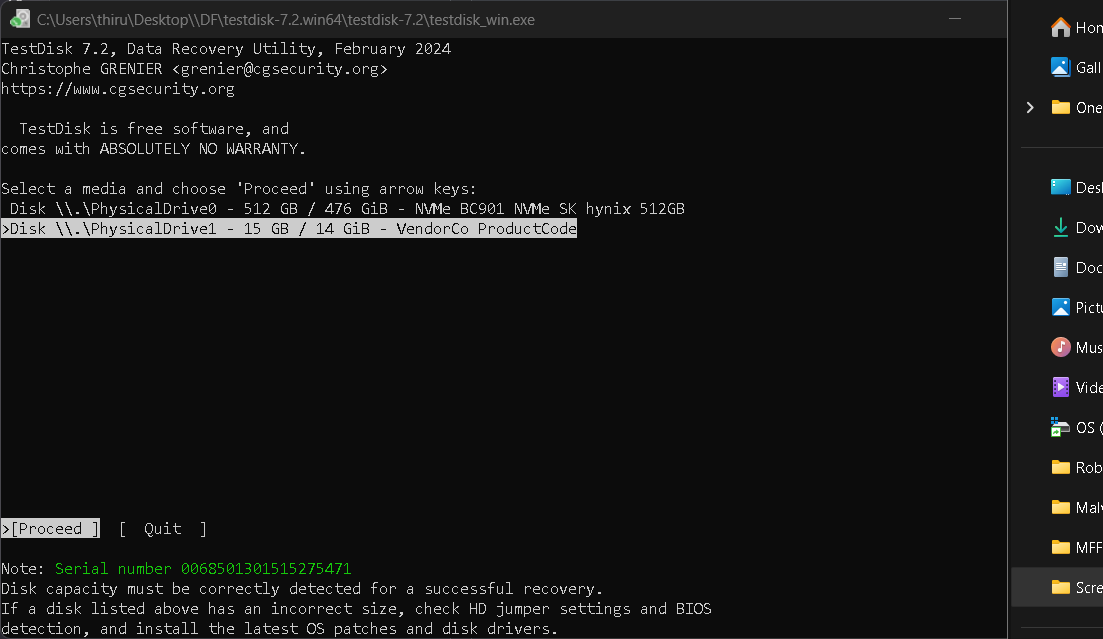 C:\Users\thiru\Desktop\\DF\testdisk-7.2.win64\testdisk-7.2\testdisk_win.exe
TestDisk 7.2, Data Recovery Utility, February 2024
Christophe GRENIER <grenier@cgsecurity.org>
https://www.cgsecurity.org
TestDisk is free software, and
comes with ABSOLUTELY NO WARRANTY.
Select a media and choose 'Proceed' using arrow keys:
Disk \\.\PhysicalDrive0 - 512 GB / 476 GiB - NVMe BC901 NVMe SK hynix 512GB
>Disk \\.\PhysicalDrive1 - 15 GB / 14 GiB - VendorCo ProductCode
>[Proceed ]  [  Quit  ]
Note: Serial number 0068501301515275471
Disk capacity must be correctly detected for a successful recovery.
If a disk listed above has an incorrect size, check HD jumper settings and BIOS
detection, and install the latest OS patches and disk drivers.
Hom
Gall
One
Desl
Dow
Doc
Pictu
Mus
Vide
OS (
Rob
Malv
MFF
Scre